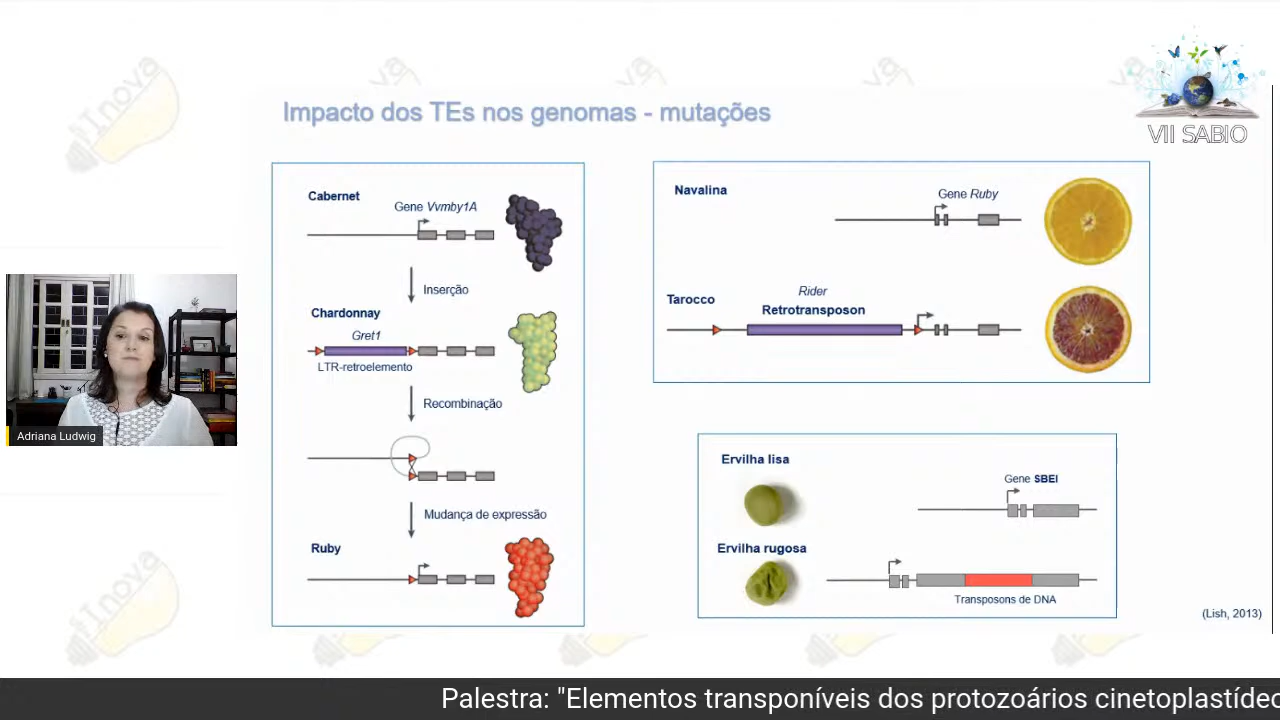 Impacto dos TEs nos genomas - mutações
VII SABIO
Cabernet
Gene Vvmby1A
Inserção
Chardonnay
Gret1
LTR-retroelemento
Recombinação
Mudança de expressão
Ruby
Navalina
Gene Ruby
Tarocco
Rider
Retrotransposon
Ervilha lisa
Gene SBEI
Ervilha rugosa
Transposons de DNA
(Lish, 2013)
Adriana Ludwig
Inova
Palestra: "Elementos transponíveis dos protozoários cinetoplastídeo